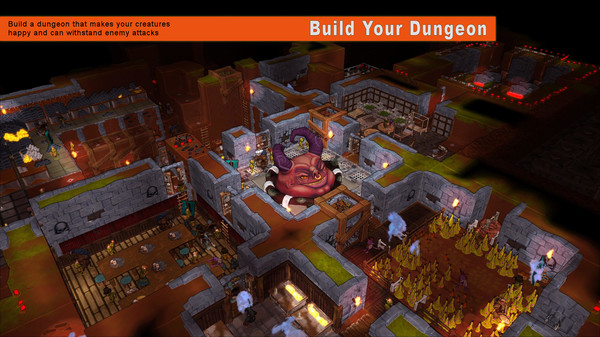 Build a dungeon that makes your creatures
happy and can withstand enemy attacks
Build Your Dungeon